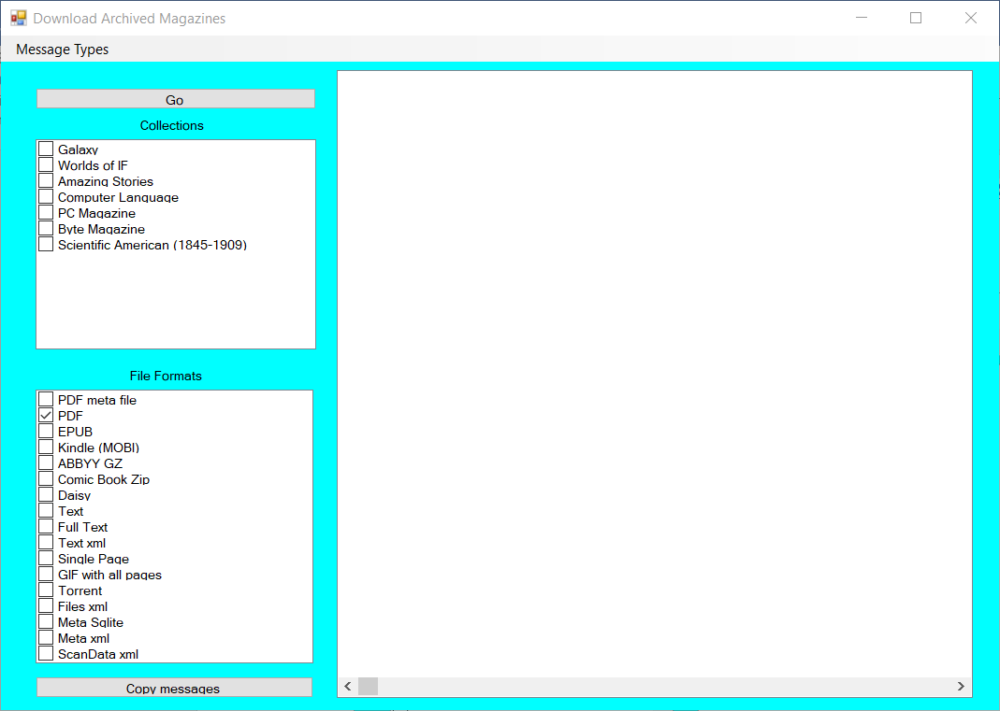 Download Archived Magazines
Message Types
Go
Collections
Galaxy
Worlds of IF
Amazing Stories
Computer Language
PC Magazine
Byte Magazine
Scientific American (1845-1909)
File Formats
PDF meta file
PDF
EPUB
Kindle (MOBI)
ABBYY GZ
Comic Book Zip
Daisy
Text
Full Text
Text xml
Single Page
GIF with all pages
Torrent
Files xml
Meta Sqlite
Meta xml
ScanData xml
Copy messages